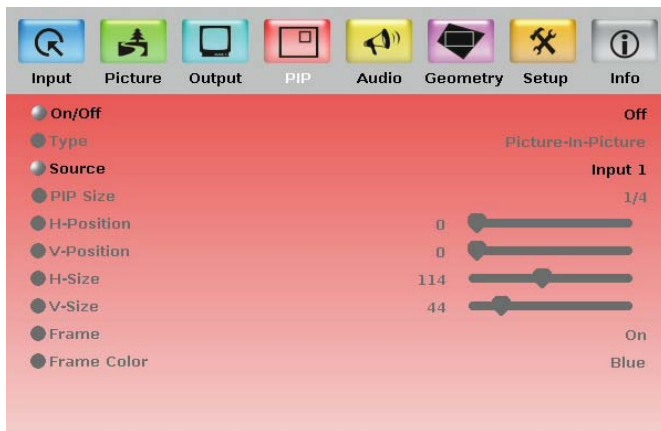 Input Picture Output PIP Audio Geometry Setup Info
On/Off Off
Type Picture-In-Picture
Source Input 1
PIP Size 1/4
H-Position 0
V-Position 0
H-Size 114
V-Size 44
Frame On
Frame Color Blue